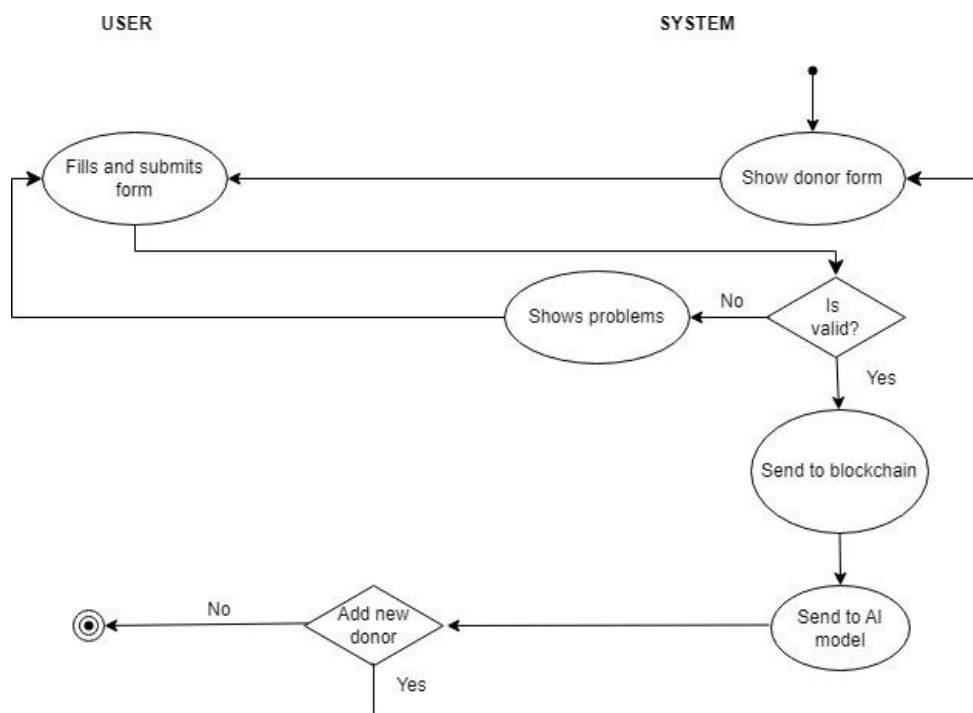 USER
SYSTEM
Fills and submits
form
Show donor form
Shows problems
No
Is
valid?
Yes
Send to blockchain
No
Add new
donor
Send to AI
model
Yes